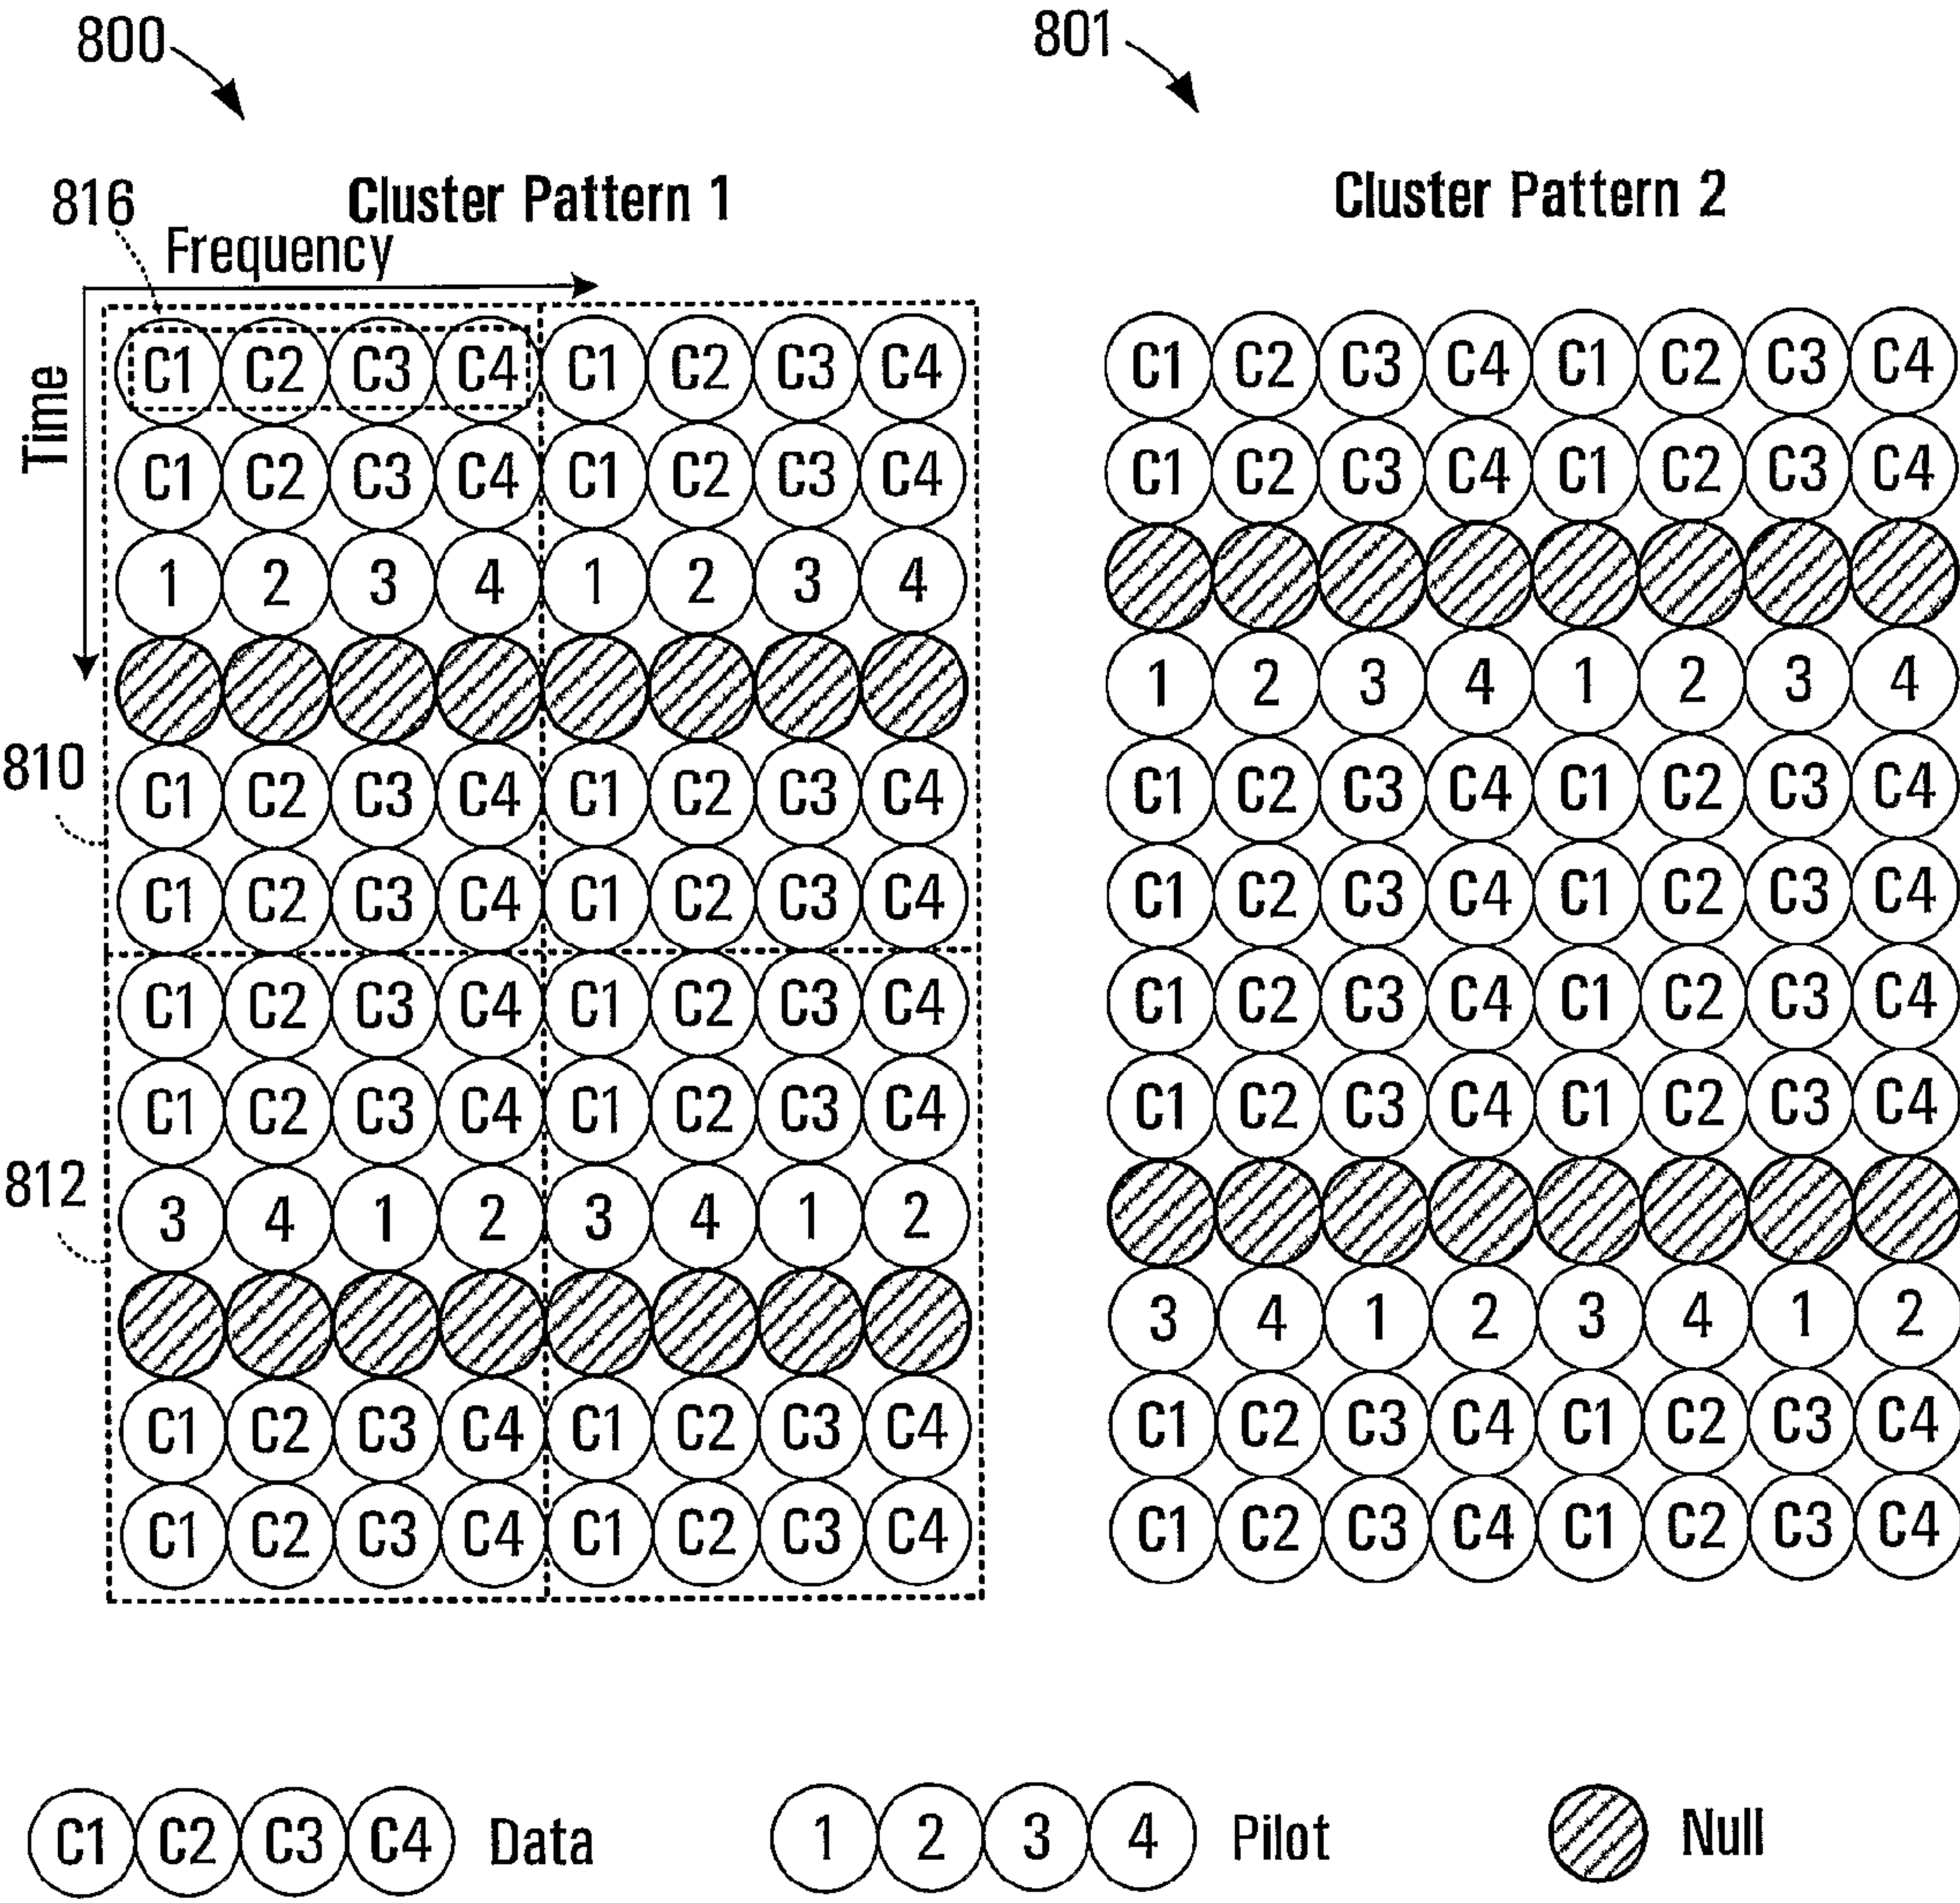 800
801
816
Cluster Pattern 1
Cluster Pattern 2
Frequency
Time
C1 C2 C3 C4 C1 C2 C3 C4
C1 C2 C3 C4 C1 C2 C3 C4
1 2 3 4 1 2 3 4
810
C1 C2 C3 C4 C1 C2 C3 C4
C1 C2 C3 C4 C1 C2 C3 C4
C1 C2 C3 C4 C1 C2 C3 C4
C1 C2 C3 C4 C1 C2 C3 C4
812
3 4 1 2 3 4 1 2
C1 C2 C3 C4 C1 C2 C3 C4
C1 C2 C3 C4 C1 C2 C3 C4
C1 C2 C3 C4 C1 C2 C3 C4
C1 C2 C3 C4 C1 C2 C3 C4
1 2 3 4 1 2 3 4
C1 C2 C3 C4 C1 C2 C3 C4
C1 C2 C3 C4 C1 C2 C3 C4
C1 C2 C3 C4 C1 C2 C3 C4
C1 C2 C3 C4 C1 C2 C3 C4
3 4 1 2 3 4 1 2
C1 C2 C3 C4 C1 C2 C3 C4
C1 C2 C3 C4 C1 C2 C3 C4
C1 C2 C3 C4 Data
1 2 3 4 Pilot
Null